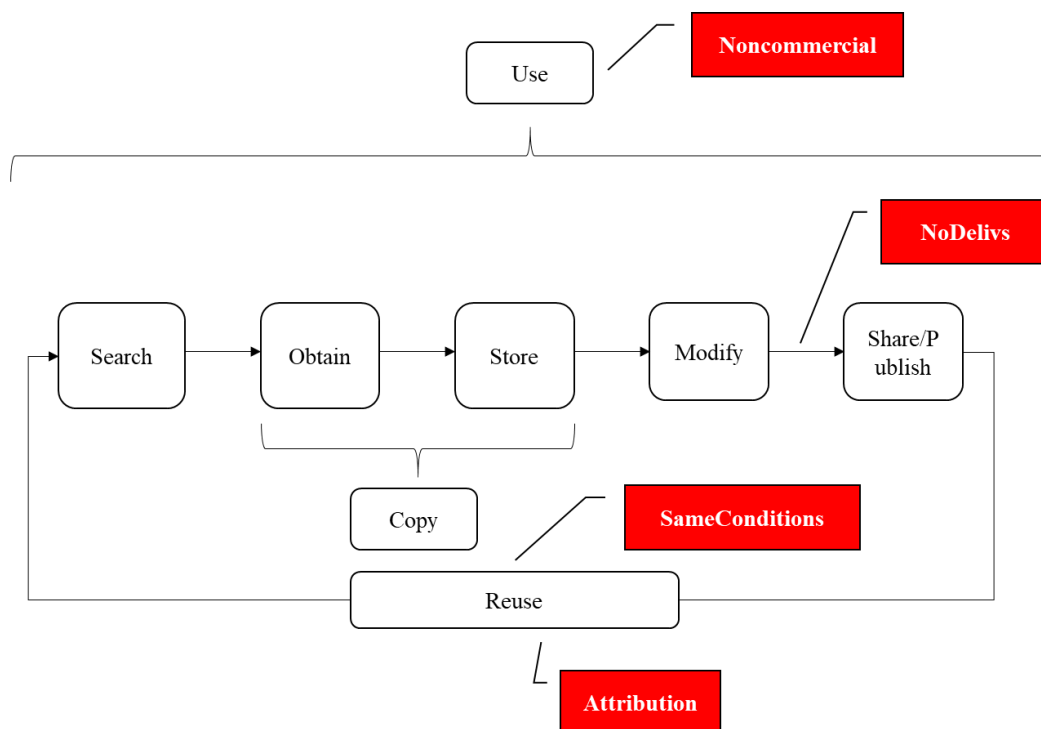 Noncommercial
Use
NoDelivs
Search
Obtain
Store
Modify
Share/P
ublish
Copy
SameConditions
Reuse
Attribution